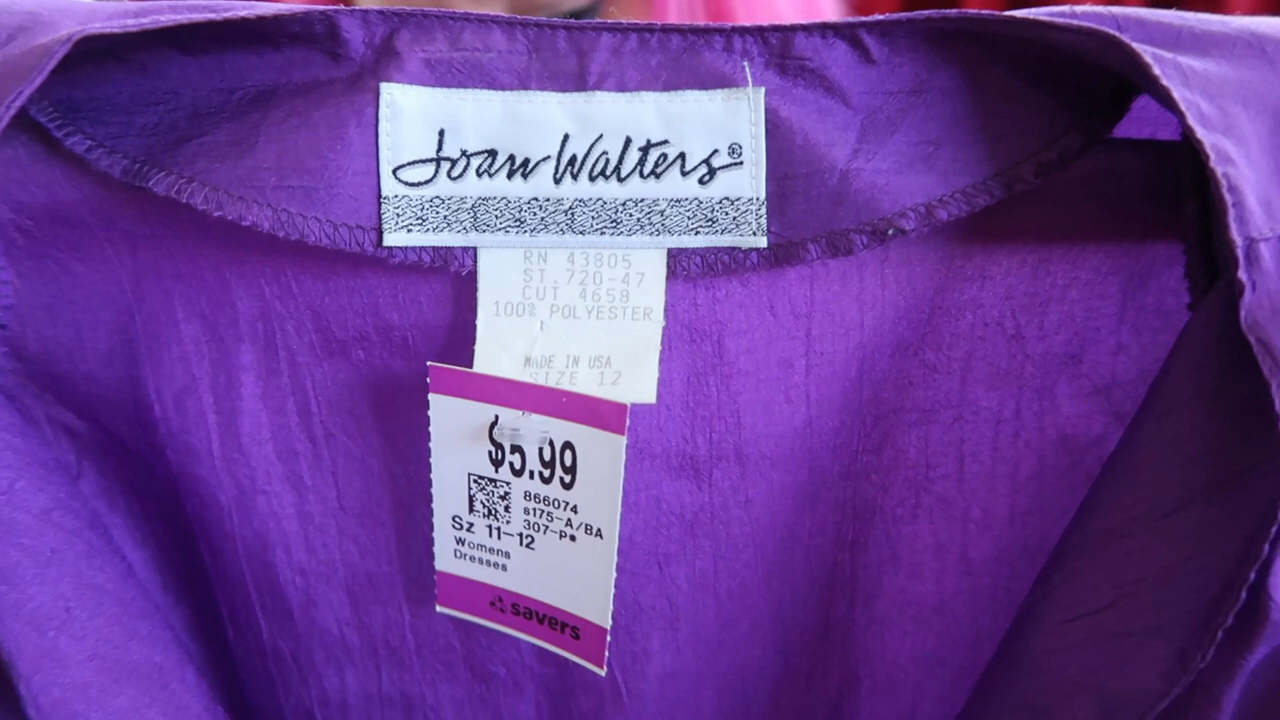 Joan Walters®
RN 43805
ST.720-47
CUT 4658
100% POLYESTER
MADE IN USA
SIZE 12
$5.99
866074
s175-A/BA
307-P*
Sz 11-12
Womens
Dresses
savers